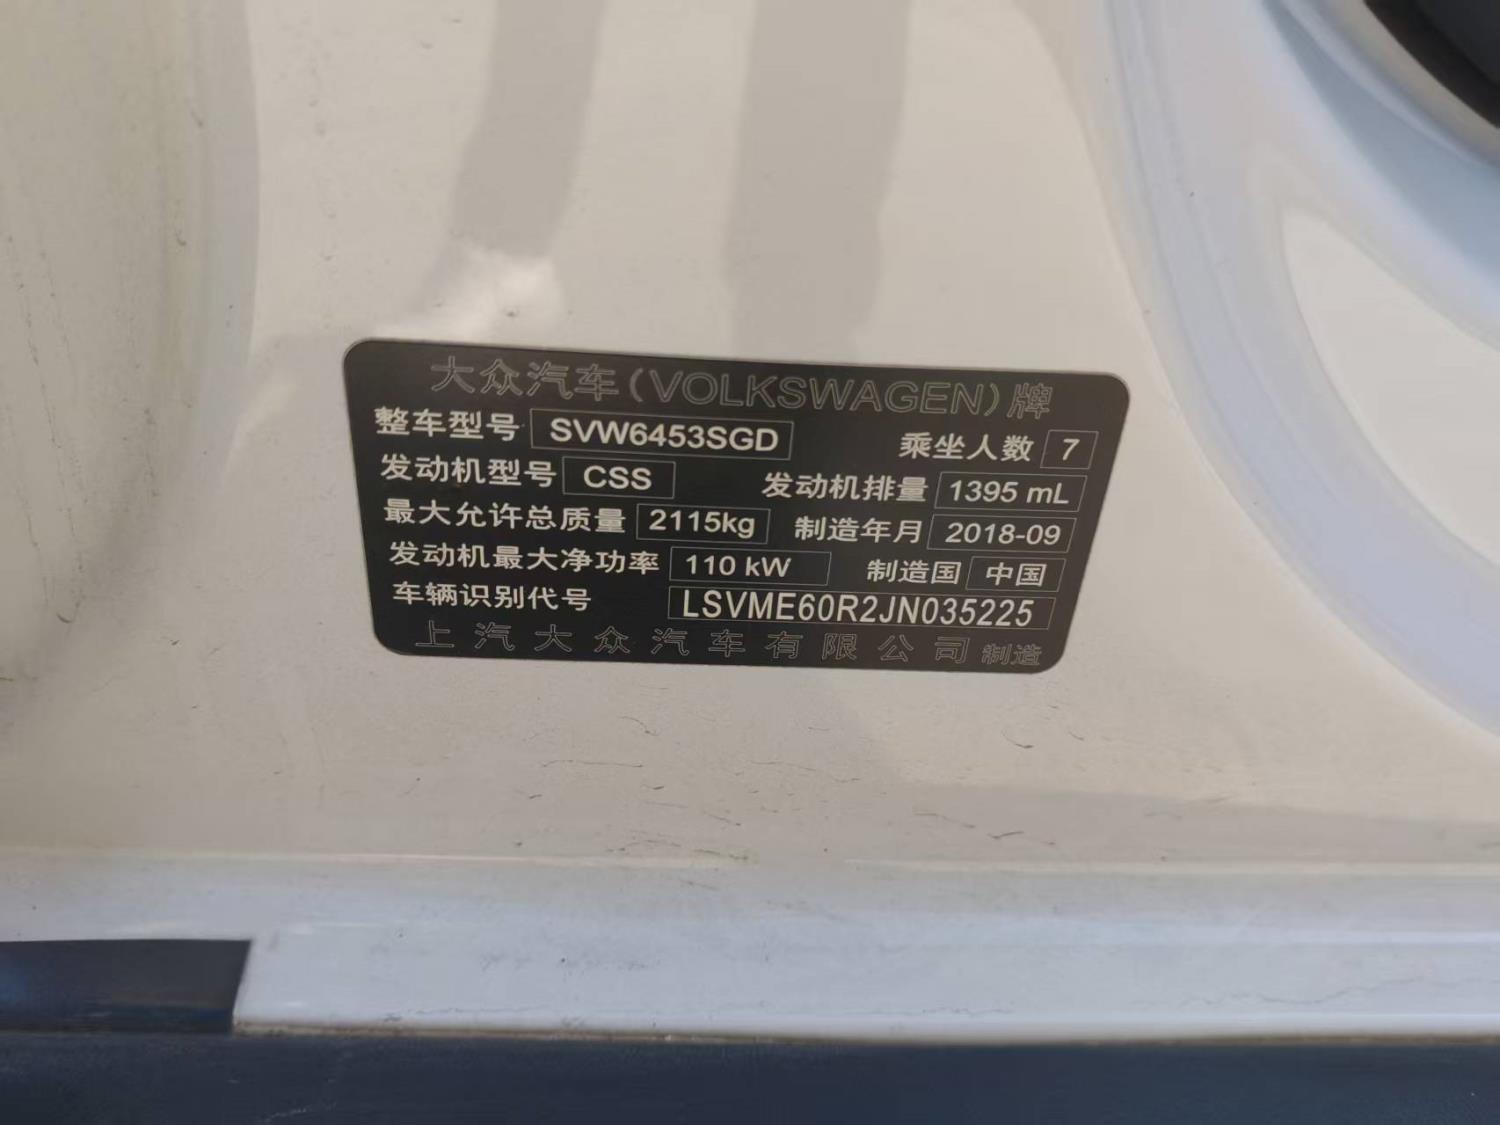 大众汽车(VOLKSWAGEN)牌
整车型号 SVW6453SGD 乘坐人数 7
发动机型号 CSS 发动机排量 1395 mL
最大允许总质量 2115kg 制造年月 2018-09
发动机最大净功率 110 kW 制造国 中国
车辆识别代号 LSVME60R2JN035225
上汽大众汽车有限公司 制造